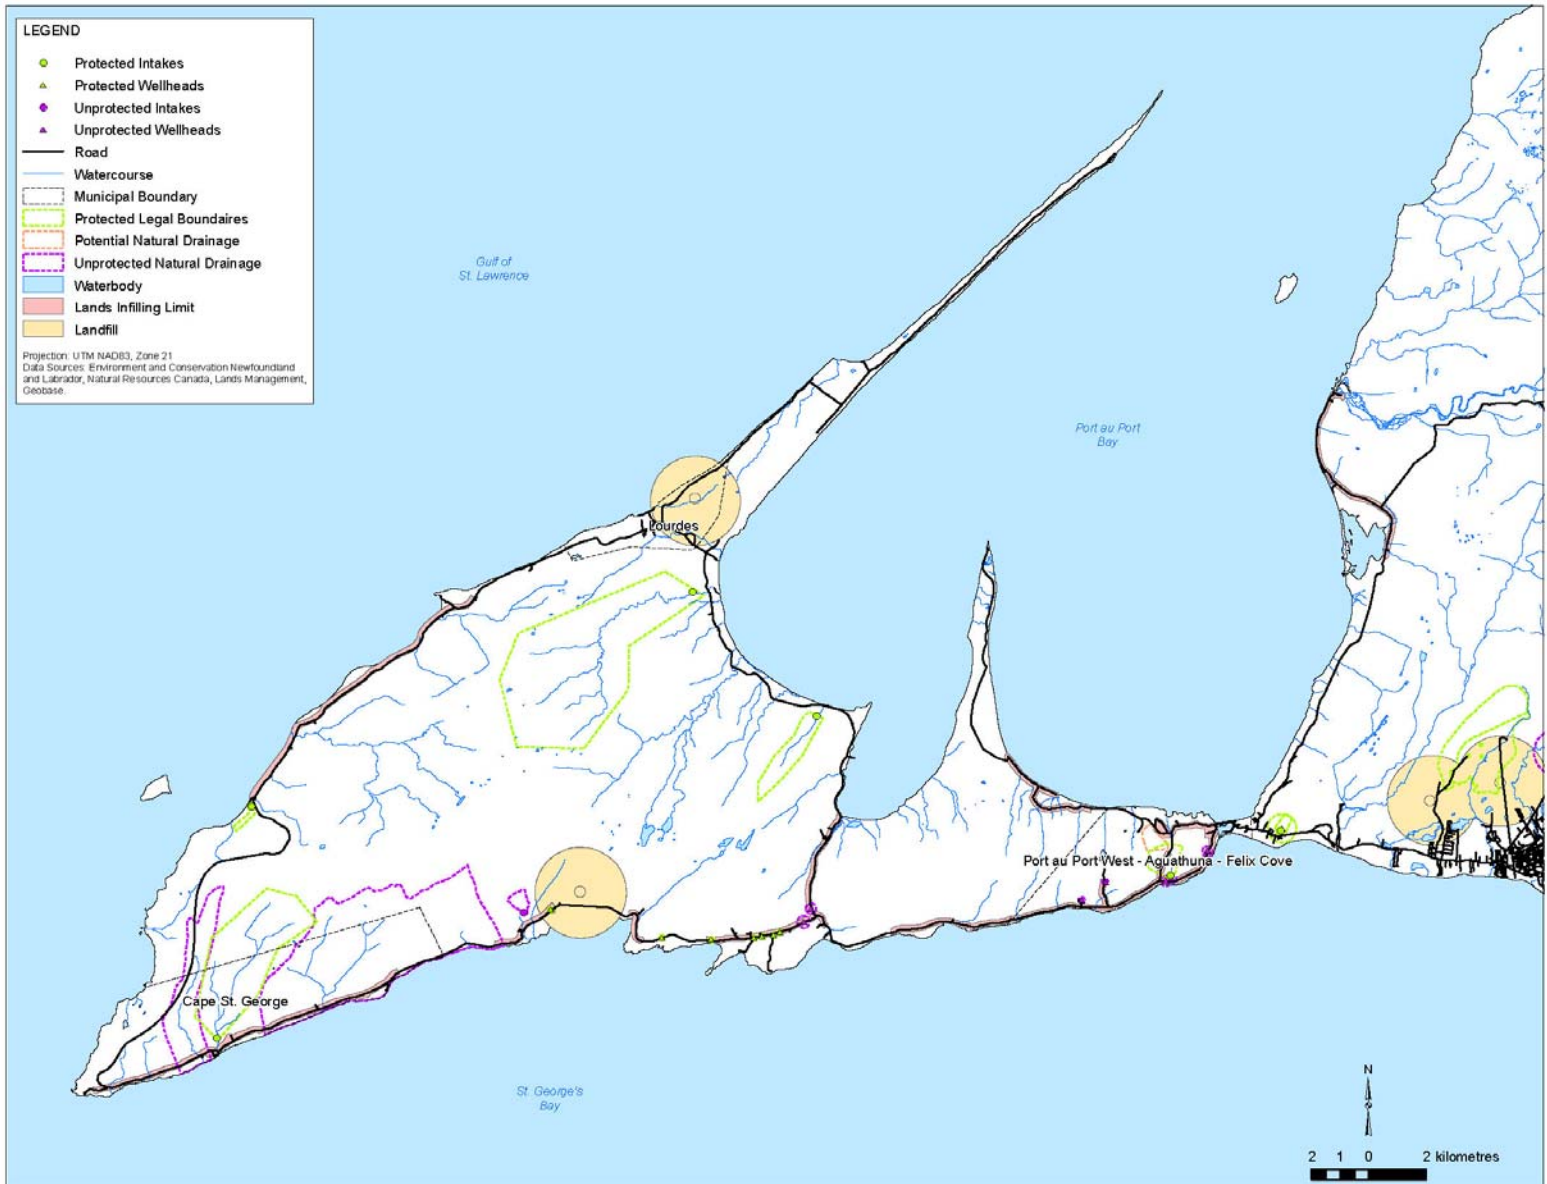 LEGEND
Protected Intakes
Protected Wellheads
Unprotected Intakes
Unprotected Wellheads
Road
Watercourse
Municipal Boundary
Protected Legal Boundaires
Potential Natural Drainage
Unprotected Natural Drainage
Waterbody
Lands Infilling Limit
Landfill
Projection: UTM NAD83, Zone 21
Data Sources: Environment and Conservation Newfoundland
and Labrador, Natural Resources Canada, Lands Management,
Geobase.
Gulf of
St. Lawrence
Port au Port
Bay
Lourdes
Port au Port West - Aguathuna - Felix Cove
Cape St. George
St. George's
Bay
N
2 1 0 2 kilometres